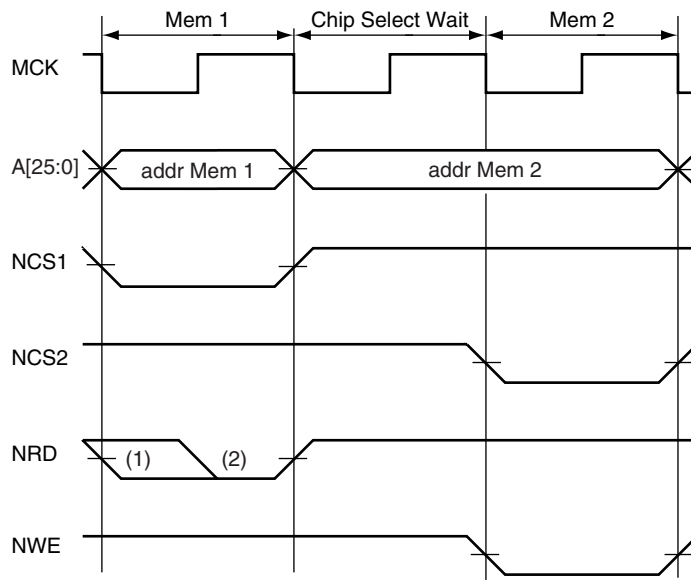 Mem 1 Chip Select Wait Mem 2
MCK
A[25:0] addr Mem 1 addr Mem 2
NCS1
NCS2
NRD (1) (2)
NWE